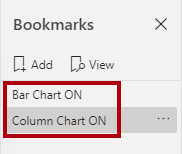 Bookmarks
Add View
Bar Chart ON
Column Chart ON